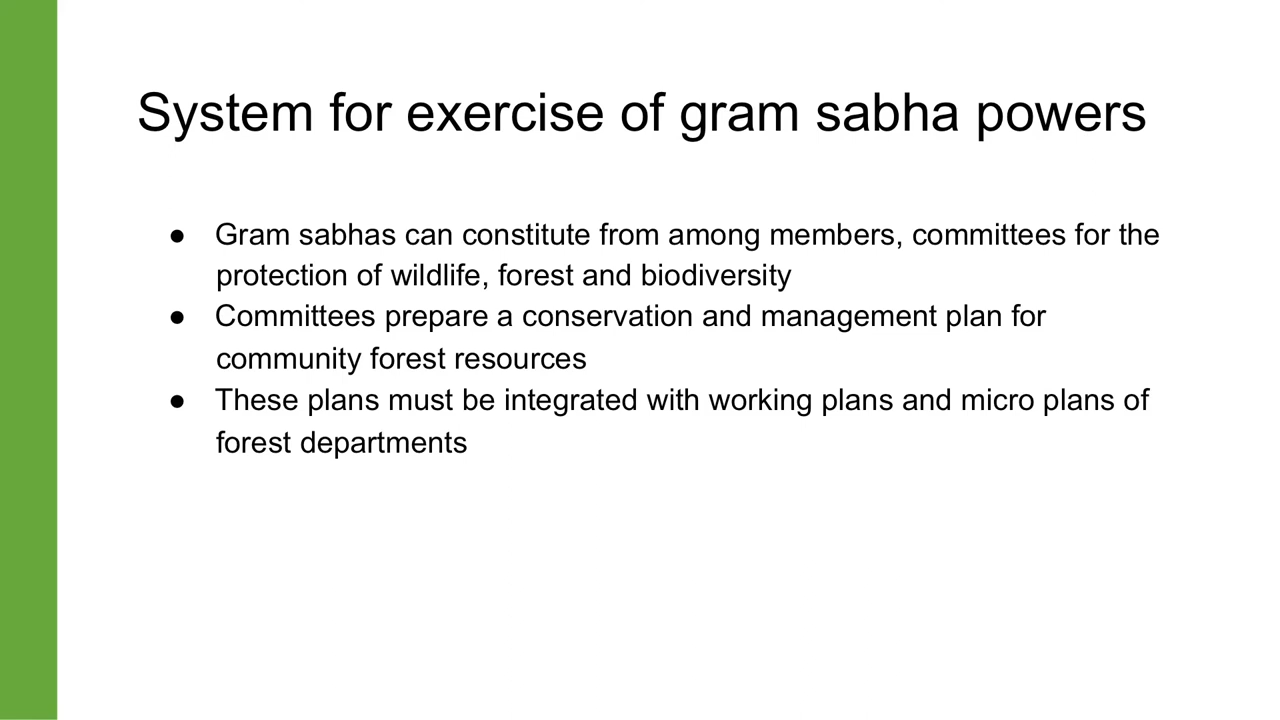 System for exercise of gram sabha powers
● Gram sabhas can constitute from among members, committees for the
protection of wildlife, forest and biodiversity
● Committees prepare a conservation and management plan for
community forest resources
● These plans must be integrated with working plans and micro plans of
forest departments